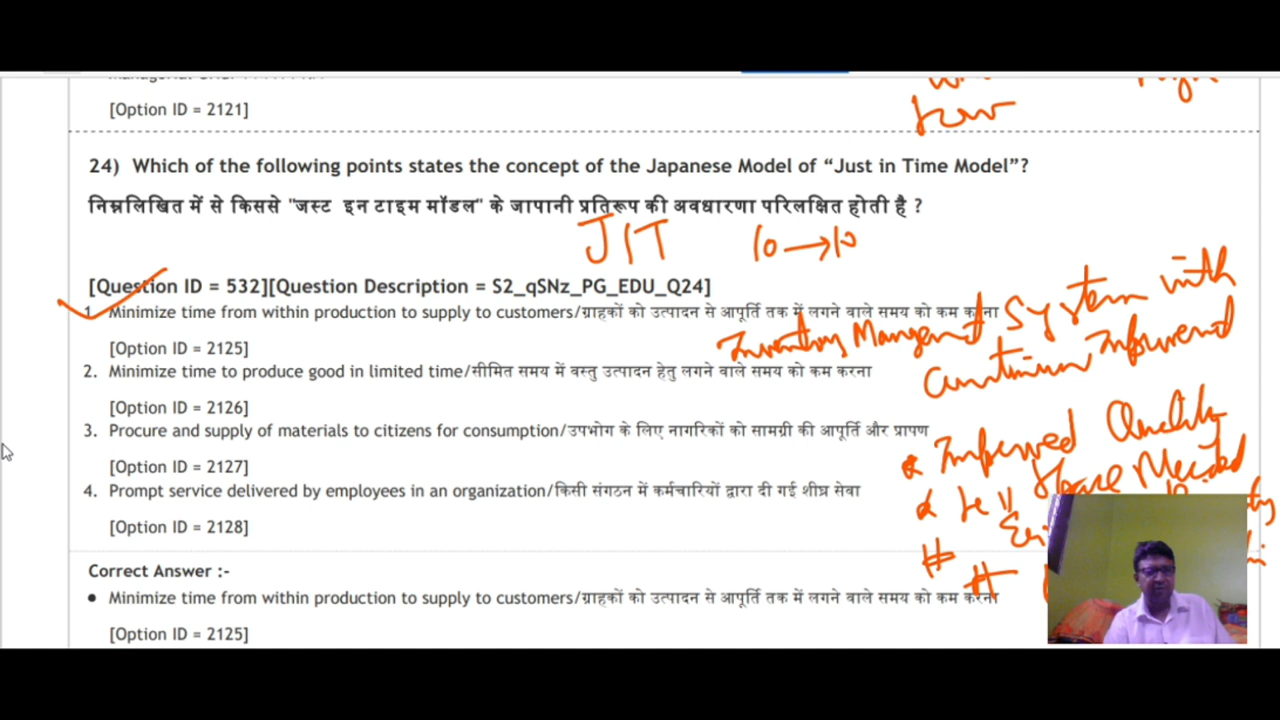 [Option ID = 2121]
how
24) Which of the following points states the concept of the Japanese Model of “Just in Time Model”?
निम्नलिखित में से किससे "जस्ट इन टाइम मॉडल" के जापानी प्रतिरूप की अवधारणा परिलक्षित होती है ?
JIT 10 → 10
[Question ID = 532][Question Description = S2_qSNz_PG_EDU_Q24]
1. Minimize time from within production to supply to customers/ग्राहकों को उत्पादन से आपूर्ति तक में लगने वाले समय को कम करना
Inventory System with
[Option ID = 2125]
2. Minimize time to produce good in limited time/सीमित समय में वस्तु उत्पादन हेतु लगने वाले समय को कम करना
[Option ID = 2126]
3. Procure and supply of materials to citizens for consumption/उपभोग के लिए नागरिकों को सामग्री की आपूर्ति और प्रापण
Quality
[Option ID = 2127]
4. Prompt service delivered by employees in an organization/किसी संगठन में कर्मचारियों द्वारा दी गई शीघ्र सेवा
[Option ID = 2128]
Correct Answer :-
• Minimize time from within production to supply to customers/ग्राहकों को उत्पादन से आपूर्ति तक में लगने वाले समय को कम करना
[Option ID = 2125]